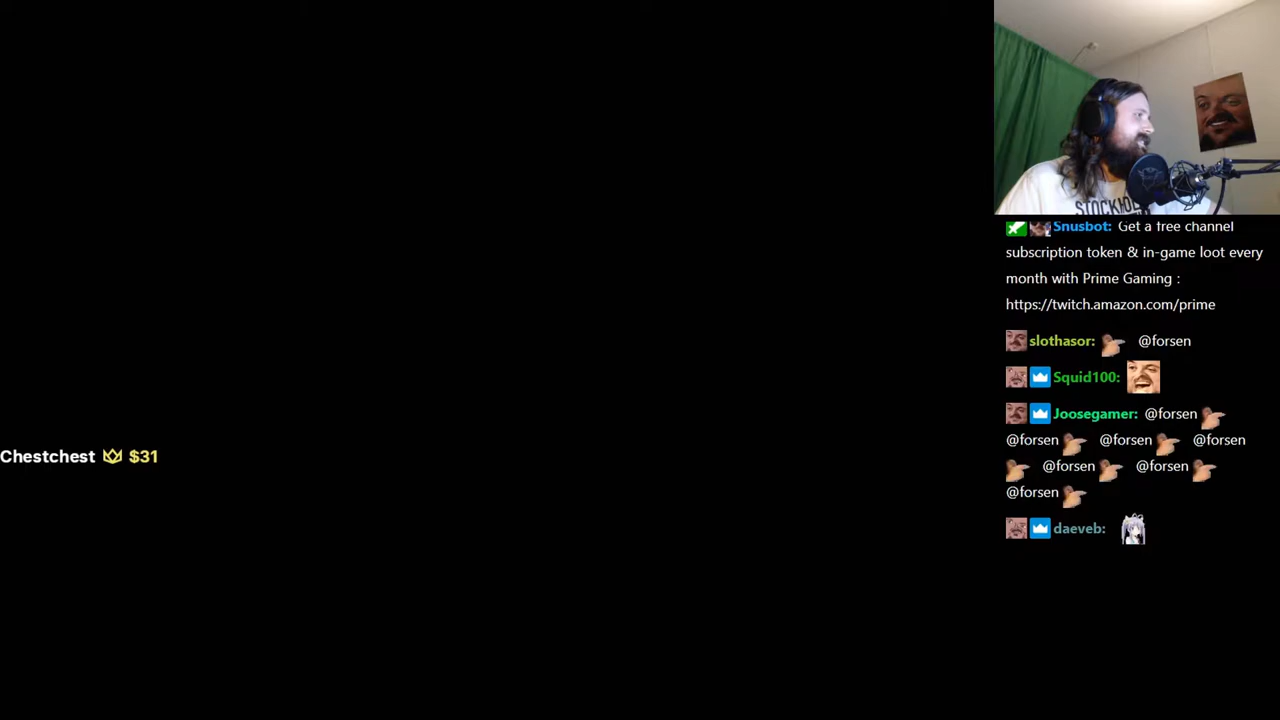 STOCKHOL
Snusbot: Get a free channel
subscription token & in-game loot every
month with Prime Gaming :
https://twitch.amazon.com/prime
slothasor: @forsen
Squid100:
Joosegamer: @forsen
@forsen @forsen @forsen
@forsen @forsen
@forsen
daeveb:
Chestchest $31